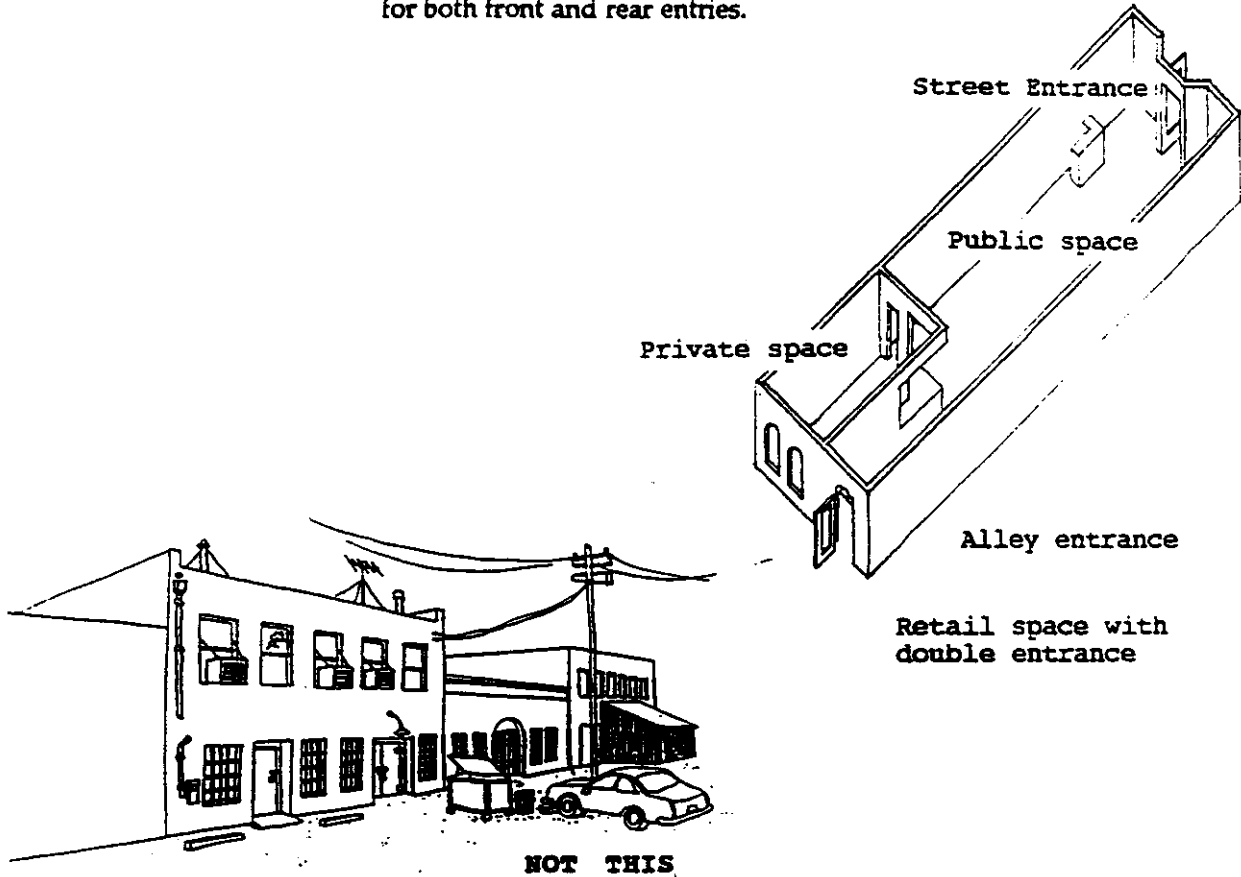 for both front and rear entries.
Street Entrance
Public space
Private space
Alley entrance
Retail space with
double entrance
NOT THIS